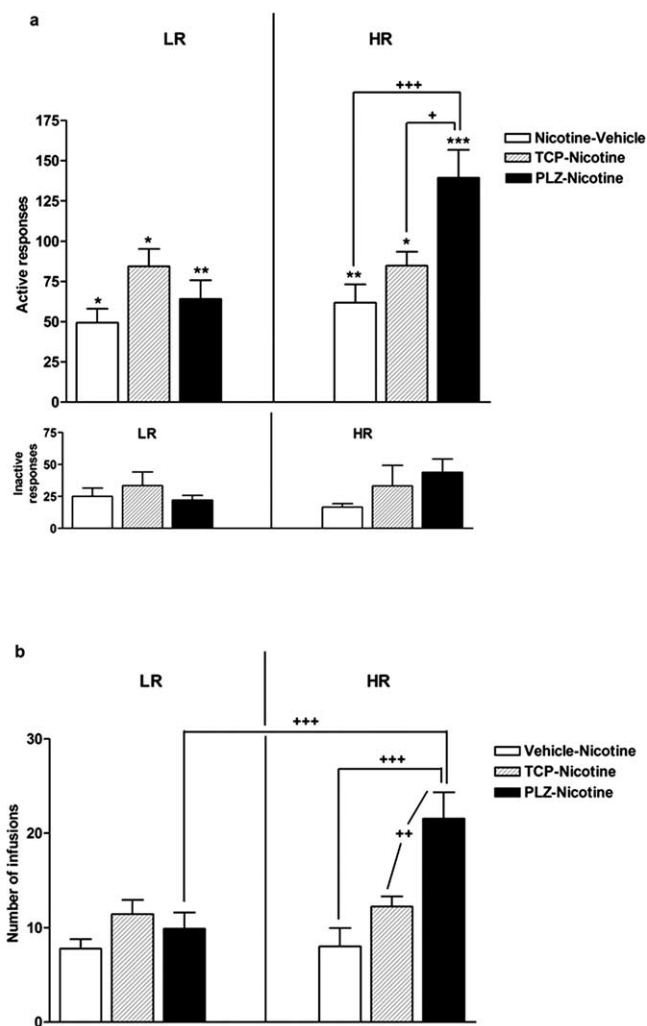 a
LR HR
+++
+
***
175
150
125
100
75
50
25
0
Active responses
* * **
** *
Nicotine-Vehicle
TCP-Nicotine
PLZ-Nicotine
LR HR
75
50
25
0
Inactive
responses
b
LR HR
+++
+++
++
30
20
10
0
Number of infusions
Vehicle-Nicotine
TCP-Nicotine
PLZ-Nicotine